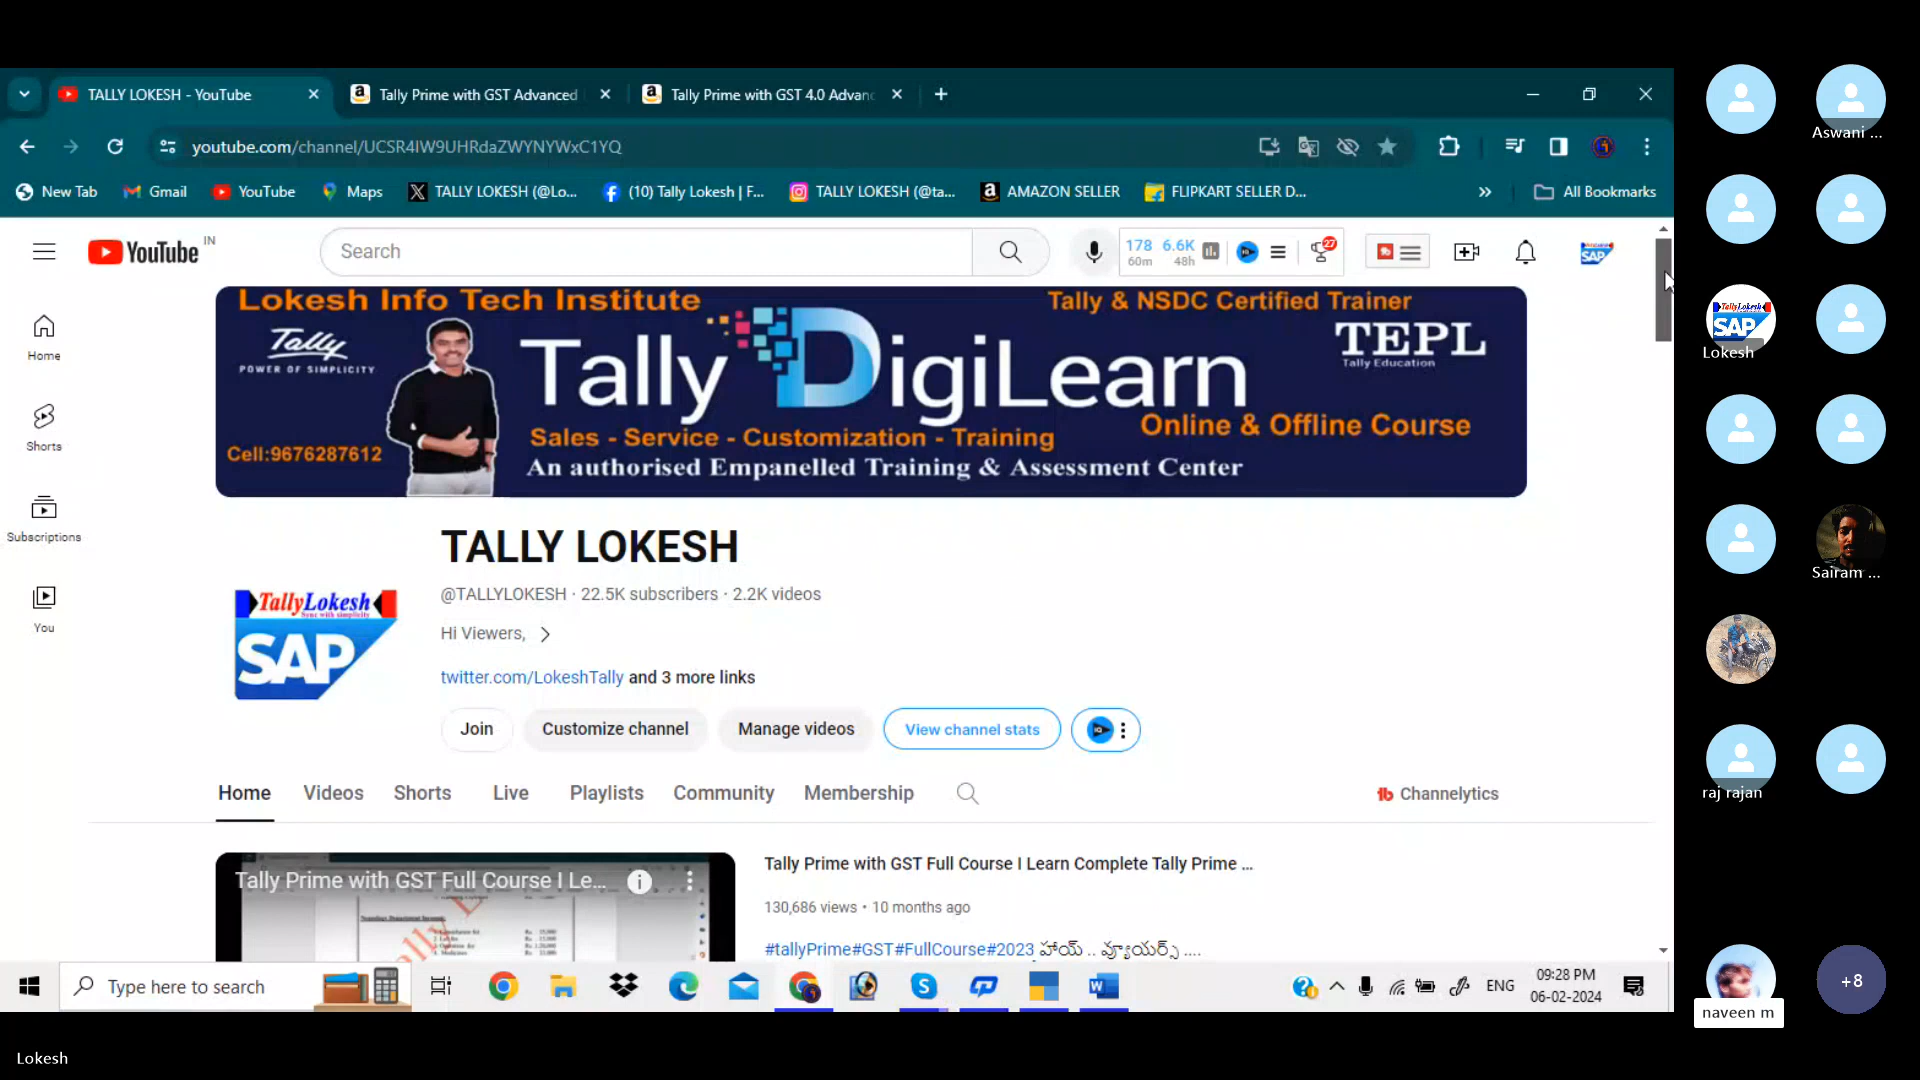 TALLY LOKESH - YouTube
Tally Prime with GST Advanced
Tally Prime with GST 4.0 Advanc
youtube.com/channel/UCSR4IW9UHRdaZWYNYWxC1YQ
New Tab
Gmail
YouTube
Maps
TALLY LOKESH (@Lo...
(10) Tally Lokesh | F...
TALLY LOKESH (@ta...
AMAZON SELLER
FLIPKART SELLER D...
All Bookmarks
YouTube IN
Search
178 6.6K
60m 48h
27
Home
Shorts
Subscriptions
You
Lokesh Info Tech Institute
Tally & NSDC Certified Trainer
Tally
POWER OF SIMPLICITY
Tally DigiLearn
TEPL
Tally Education
Online & Offline Course
Sales - Service - Customization - Training
Cell:9676287612
An authorised Empanelled Training & Assessment Center
TALLY LOKESH
@TALLYLOKESH · 22.5K subscribers · 2.2K videos
Hi Viewers,
TallyLokesh
Sync with simplicity
SAP
twitter.com/LokeshTally and 3 more links
Join
Customize channel
Manage videos
View channel stats
Home
Videos
Shorts
Live
Playlists
Community
Membership
Channelytics
Tally Prime with GST Full Course I Le...
Tally Prime with GST Full Course I Learn Complete Tally Prime ...
130,686 views • 10 months ago
#tallyPrime#GST#FullCourse#2023 హాయ్ .. వ్యూయర్స్ ....
Type here to search
ENG
09:28 PM
06-02-2024
Aswani ...
TallyLokesh
SAP
Lokesh
Sairam ...
raj rajan
naveen m
+8
Lokesh